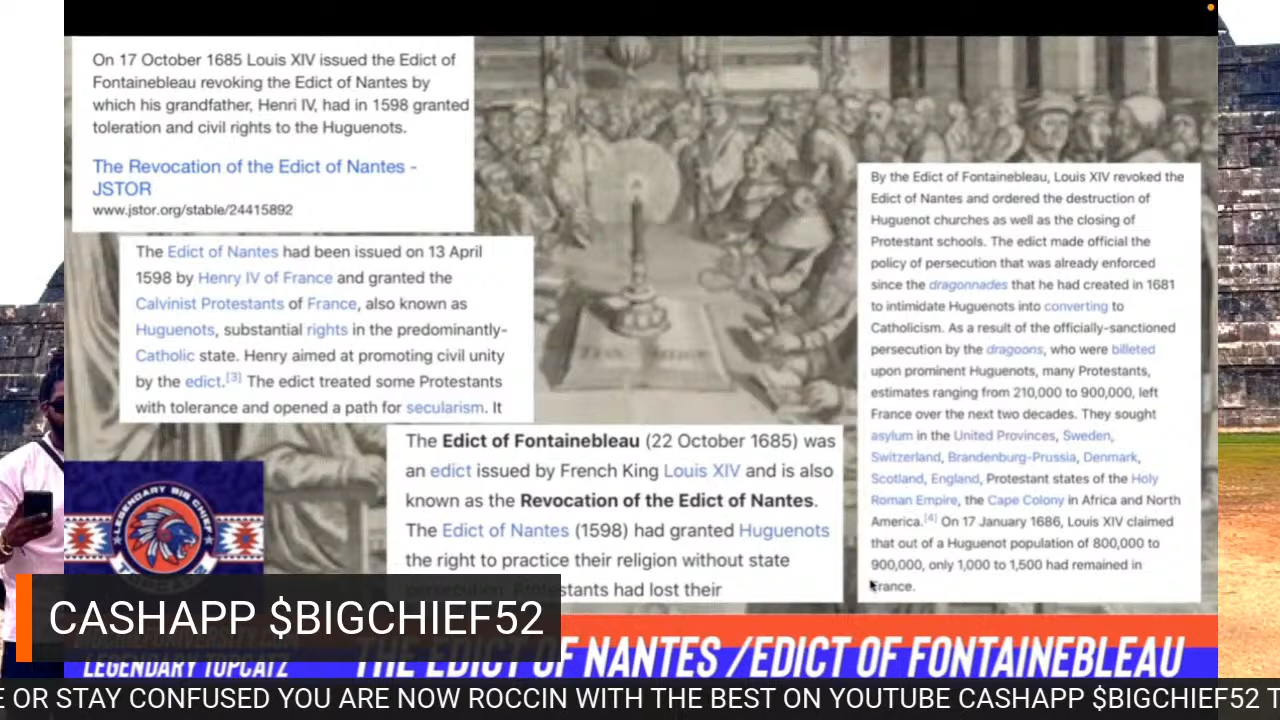 On 17 October 1685 Louis XIV issued the Edict of
Fontainebleau revoking the Edict of Nantes by
which his grandfather, Henri IV, had in 1598 granted
toleration and civil rights to the Huguenots.
The Revocation of the Edict of Nantes -
JSTOR
www.jstor.org/stable/24415892
The Edict of Nantes had been issued on 13 April
1598 by Henry IV of France and granted the
Calvinist Protestants of France, also known as
Huguenots, substantial rights in the predominantly-
Catholic state. Henry aimed at promoting civil unity
by the edict.[3] The edict treated some Protestants
with tolerance and opened a path for secularism. It
The Edict of Fontainebleau (22 October 1685) was
an edict issued by French King Louis XIV and is also
known as the Revocation of the Edict of Nantes.
The Edict of Nantes (1598) had granted Huguenots
the right to practice their religion without state
persecution. Protestants had lost their
By the Edict of Fontainebleau, Louis XIV revoked the
Edict of Nantes and ordered the destruction of
Huguenot churches as well as the closing of
Protestant schools. The edict made official the
policy of persecution that was already enforced
since the dragonnades that he had created in 1681
to intimidate Huguenots into converting to
Catholicism. As a result of the officially-sanctioned
persecution by the dragoons, who were billeted
upon prominent Huguenots, many Protestants,
estimates ranging from 210,000 to 900,000, left
France over the next two decades. They sought
asylum in the United Provinces, Sweden,
Switzerland, Brandenburg-Prussia, Denmark,
Scotland, England, Protestant states of the Holy
Roman Empire, the Cape Colony in Africa and North
America.[4] On 17 January 1686, Louis XIV claimed
that out of a Huguenot population of 800,000 to
900,000, only 1,000 to 1,500 had remained in
France.
LEGENDARY BIG CHIEF
TOPCATZ
CASHAPP $BIGCHIEF52
LEGENDARY TOPCATZ
THE EDICT OF NANTES /EDICT OF FONTAINEBLEAU
E OR STAY CONFUSED YOU ARE NOW ROCCIN WITH THE BEST ON YOUTUBE CASHAPP $BIGCHIEF52 T